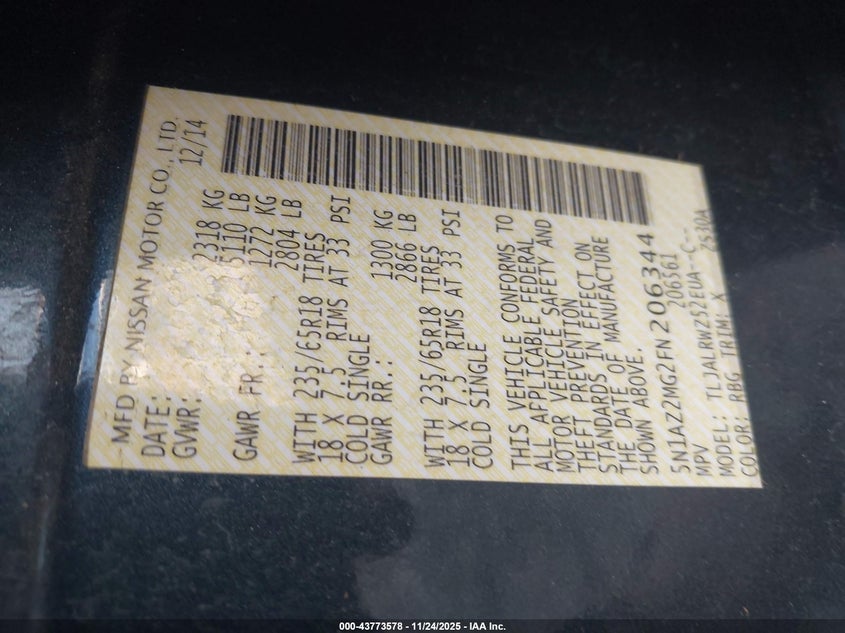 MFD BY NISSAN MOTOR CO., LTD.
DATE: 12/14
GVWR: 2318 KG
5110 LB
GAWR FR.: 1272 KG
2804 LB
WITH 235/65R18 TIRES
18 X 7.5 RIMS AT 33 PSI
COLD SINGLE
GAWR RR.: 1300 KG
2866 LB
WITH 235/65R18 TIRES
18 X 7.5 RIMS AT 33 PSI
COLD SINGLE
THIS VEHICLE CONFORMS TO
ALL APPLICABLE FEDERAL
MOTOR VEHICLE SAFETY AND
THEFT PREVENTION
STANDARDS IN EFFECT ON
THE DATE OF MANUFACTURE
SHOWN ABOVE.
5N1AZ2MG2FN206344
MPV 206561
MODEL: TLJALRWZ52EUA--C--
COLOR: RBG TRIM: X ZS30A
000-43773578 - 11/24/2025 - IAA Inc.